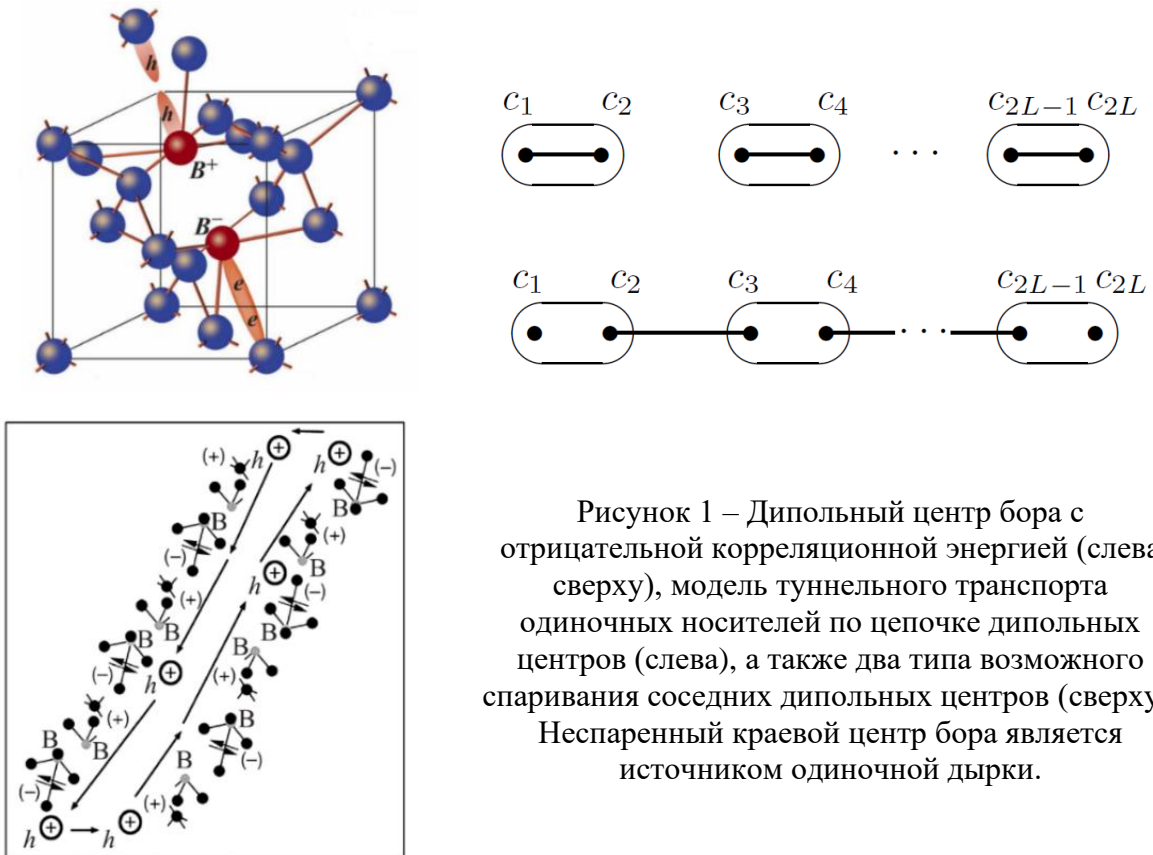 h
h
B⁺
B⁻
e
e
c₁ c₂ c₃ c₄ c₂L₋₁ c₂L
· · ·
c₁ c₂ c₃ c₄ c₂L₋₁ c₂L
· · ·
(+) h + h + (-)
B B
(-) (+)
B
(+) h + (-)
B B
B B
(-) h + (+)
(+) B
B B (-)
B
(-) (+)
h + h +
Рисунок 1 – Дипольный центр бора с
отрицательной корреляционной энергией (слева
сверху), модель туннельного транспорта
одиночных носителей по цепочке дипольных
центров (слева), а также два типа возможного
спаривания соседних дипольных центров (сверху
Неспаренный краевой центр бора является
источником одиночной дырки.